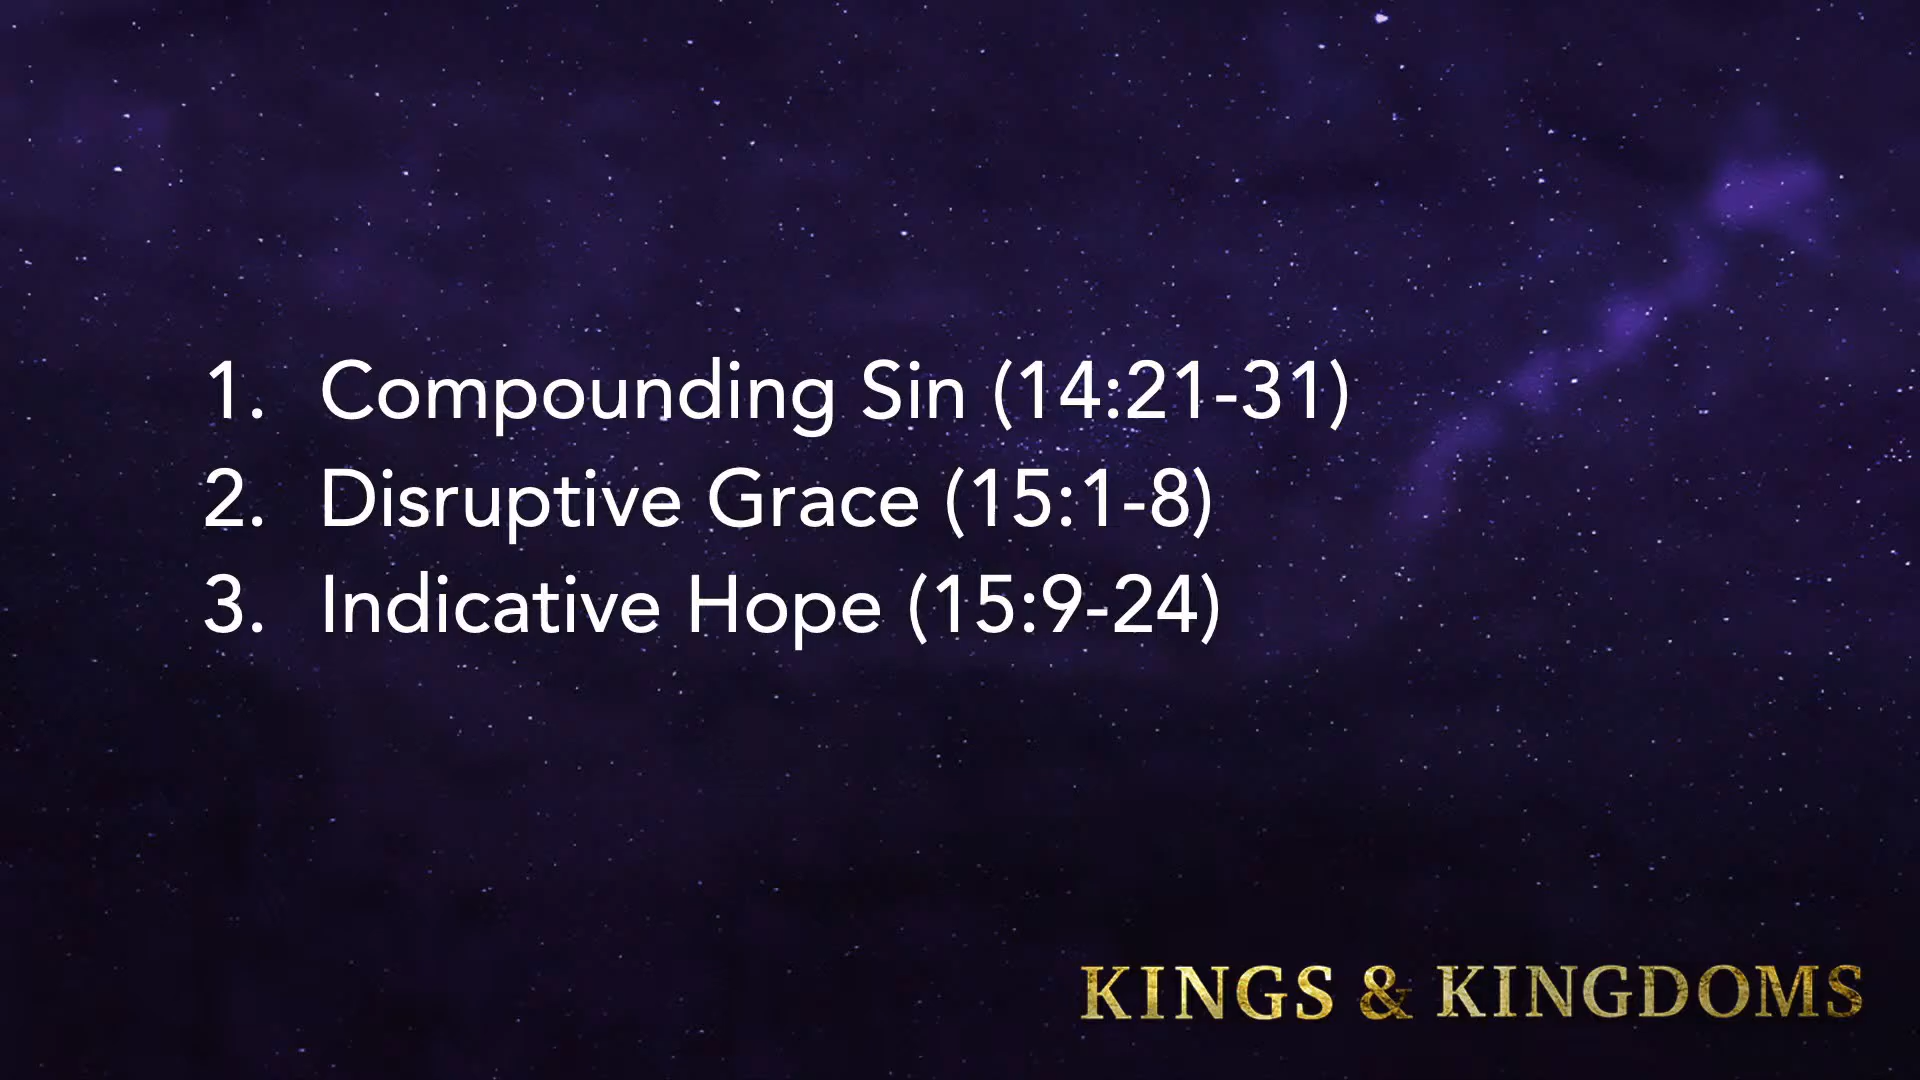 1. Compounding Sin (14:21-31)
2. Disruptive Grace (15:1-8)
3. Indicative Hope (15:9-24)
KINGS & KINGDOMS